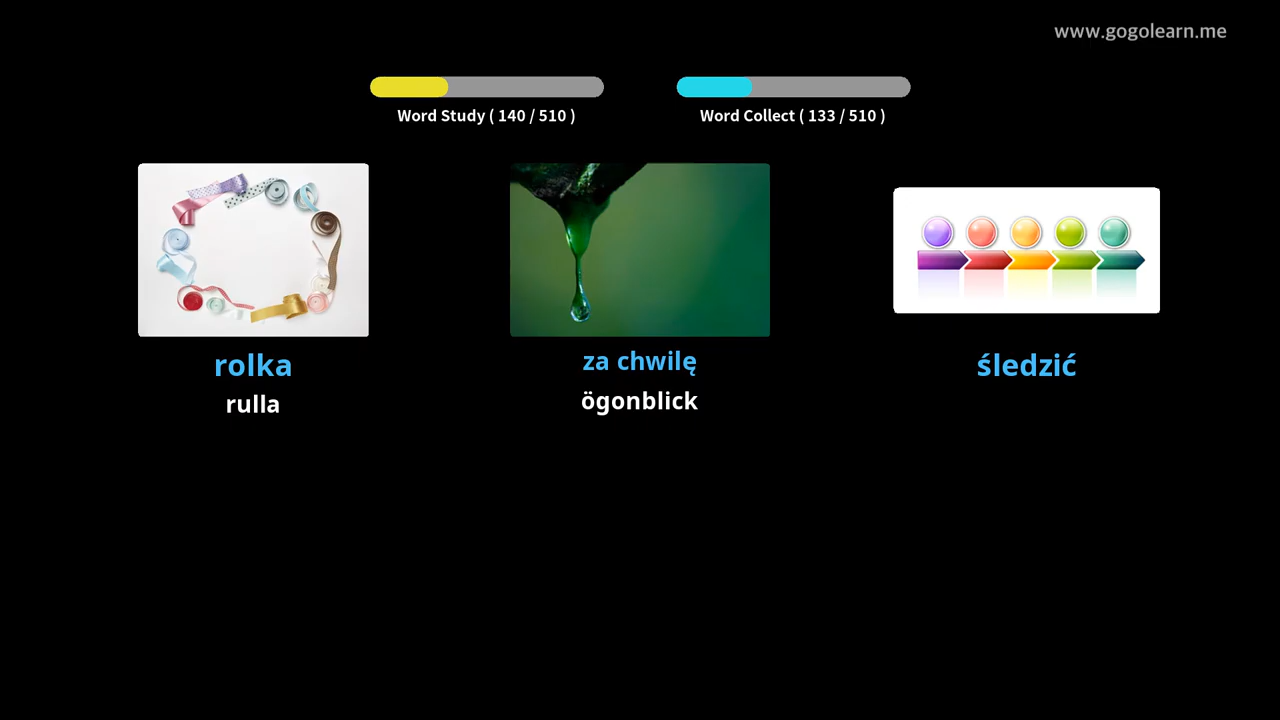 www.gogolearn.me
Word Study ( 140 / 510 )
Word Collect ( 133 / 510 )
rolka
za chwilę
śledzić
rulla
ögonblick